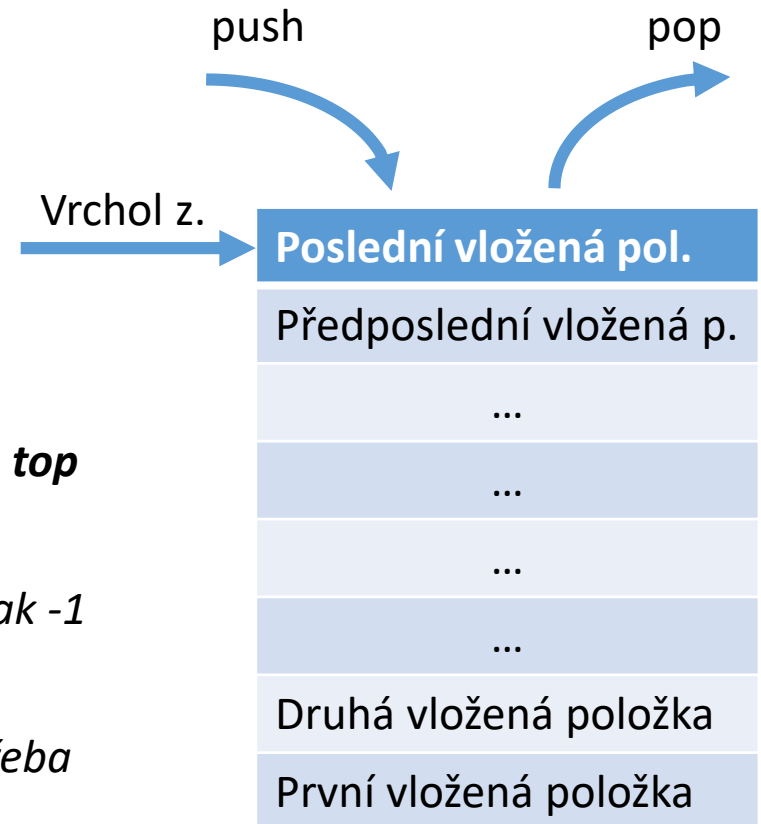 push
pop
Vrchol z.
Poslední vložená pol.
Předposlední vložená p.
...
top
...
...
ak -1
...
Druhá vložená položka
řeba
První vložená položka